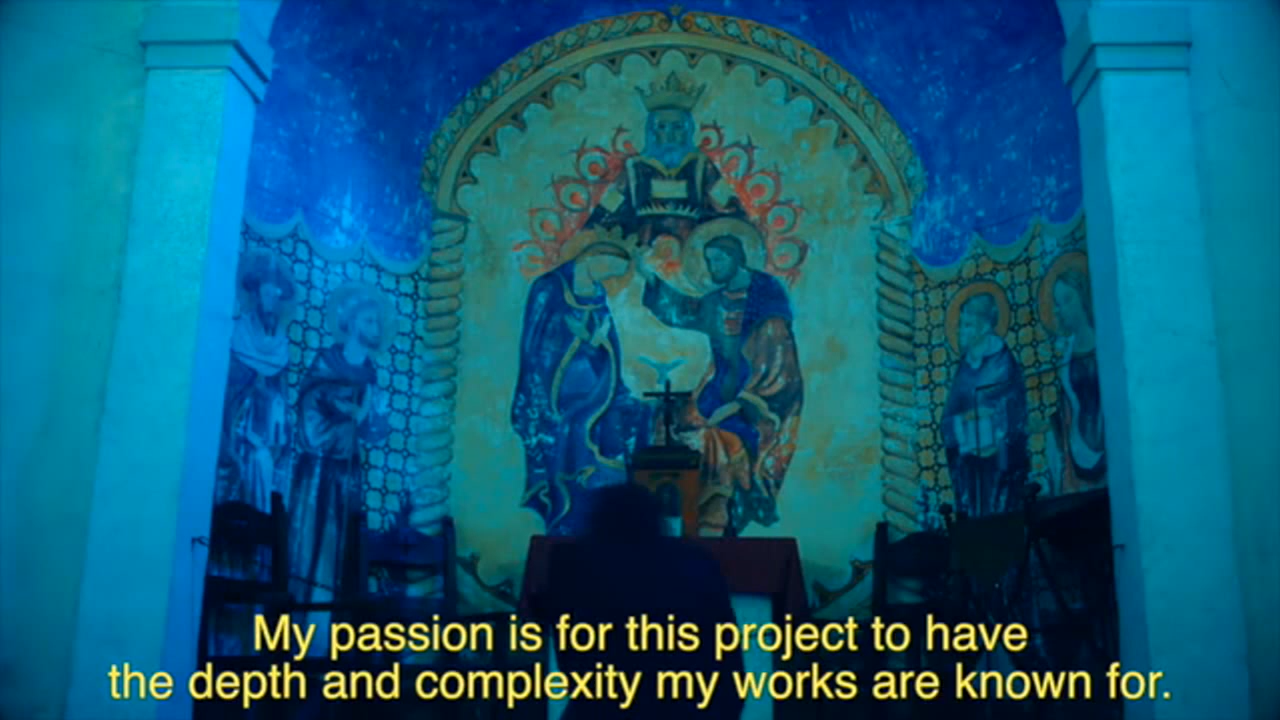 My passion is for this project to have
the depth and complexity my works are known for.